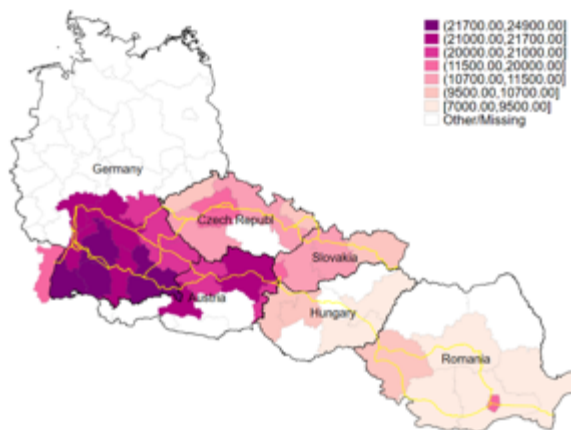 (21700.00,24900.00]
(21000.00,21700.00]
(20000.00,21000.00]
(11500.00,20000.00]
(10700.00,11500.00]
(9500.00,10700.00]
[7000.00,9500.00]
Other/Missing
Germany
Czech Republ
Slovakia
Austria
Hungary
Romania